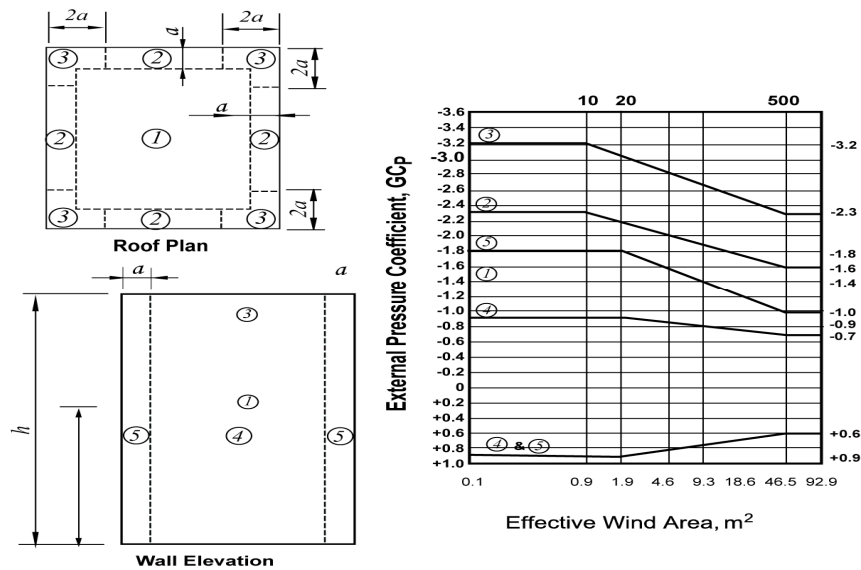 2a 2a
a
3 2 3
2a
a
2 1 2
3 2 3
2a
Roof Plan
a a
3
1
h
5 4 5
Wall Elevation
External Pressure Coefficient, GCP
10 20 500
-3.6
-3.4
-3.2 3 -3.2
-3.0
-2.8
-2.6
-2.4 2
-2.2 -2.3
-2.0
-1.8 5 -1.8
-1.6 -1.6
-1.4 1 -1.4
-1.2
-1.0 4 -1.0
-0.8 -0.9
-0.6 -0.7
-0.4
-0.2
0
+0.2
+0.4
+0.6 +0.6
+0.8 4 & 5
+1.0 +0.9
0.1 0.9 1.9 4.6 9.3 18.6 46.5 92.9
Effective Wind Area, m²